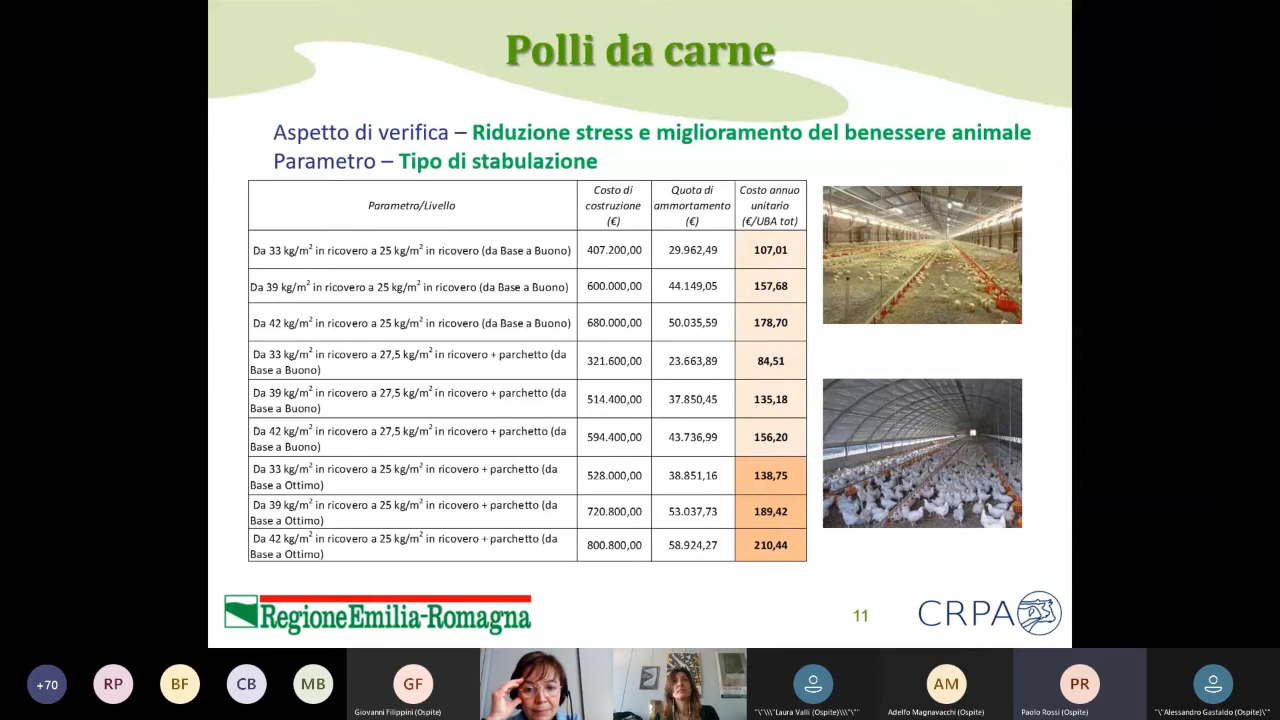 Polli da carne
Aspetto di verifica – Riduzione stress e miglioramento del benessere animale
Parametro – Tipo di stabulazione
Parametro/Livello
Costo di
costruzione
(€)
Quota di
ammortamento
(€)
Costo annuo
unitario
(€/UBA tot)
Da 33 kg/m² in ricovero a 25 kg/m² in ricovero (da Base a Buono) 407.200,00 29.962,49 107,01
Da 39 kg/m² in ricovero a 25 kg/m² in ricovero (da Base a Buono) 600.000,00 44.149,05 157,68
Da 42 kg/m² in ricovero a 25 kg/m² in ricovero (da Base a Buono) 680.000,00 50.035,59 178,70
Da 33 kg/m² in ricovero a 27,5 kg/m² in ricovero + parchetto (da
Base a Buono) 321.600,00 23.663,89 84,51
Da 39 kg/m² in ricovero a 27,5 kg/m² in ricovero + parchetto (da
Base a Buono) 514.400,00 37.850,45 135,18
Da 42 kg/m² in ricovero a 27,5 kg/m² in ricovero + parchetto (da
Base a Buono) 594.400,00 43.736,99 156,20
Da 33 kg/m² in ricovero a 25 kg/m² in ricovero + parchetto (da
Base a Ottimo) 528.000,00 38.851,16 138,75
Da 39 kg/m² in ricovero a 25 kg/m² in ricovero + parchetto (da
Base a Ottimo) 720.800,00 53.037,73 189,42
Da 42 kg/m² in ricovero a 25 kg/m² in ricovero + parchetto (da
Base a Ottimo) 800.800,00 58.924,27 210,44
RegioneEmilia-Romagna
11
CRPA
+70
RP
BF
CB
MB
GF
Giovanni Filippini (Ospite)
"\"\\\"Laura Valli (Ospite)\\\"\""
AM
Adelfo Magnavacchi (Ospite)
PR
Paolo Rossi (Ospite)
"\"Alessandro Gastaldo (Ospite)\"